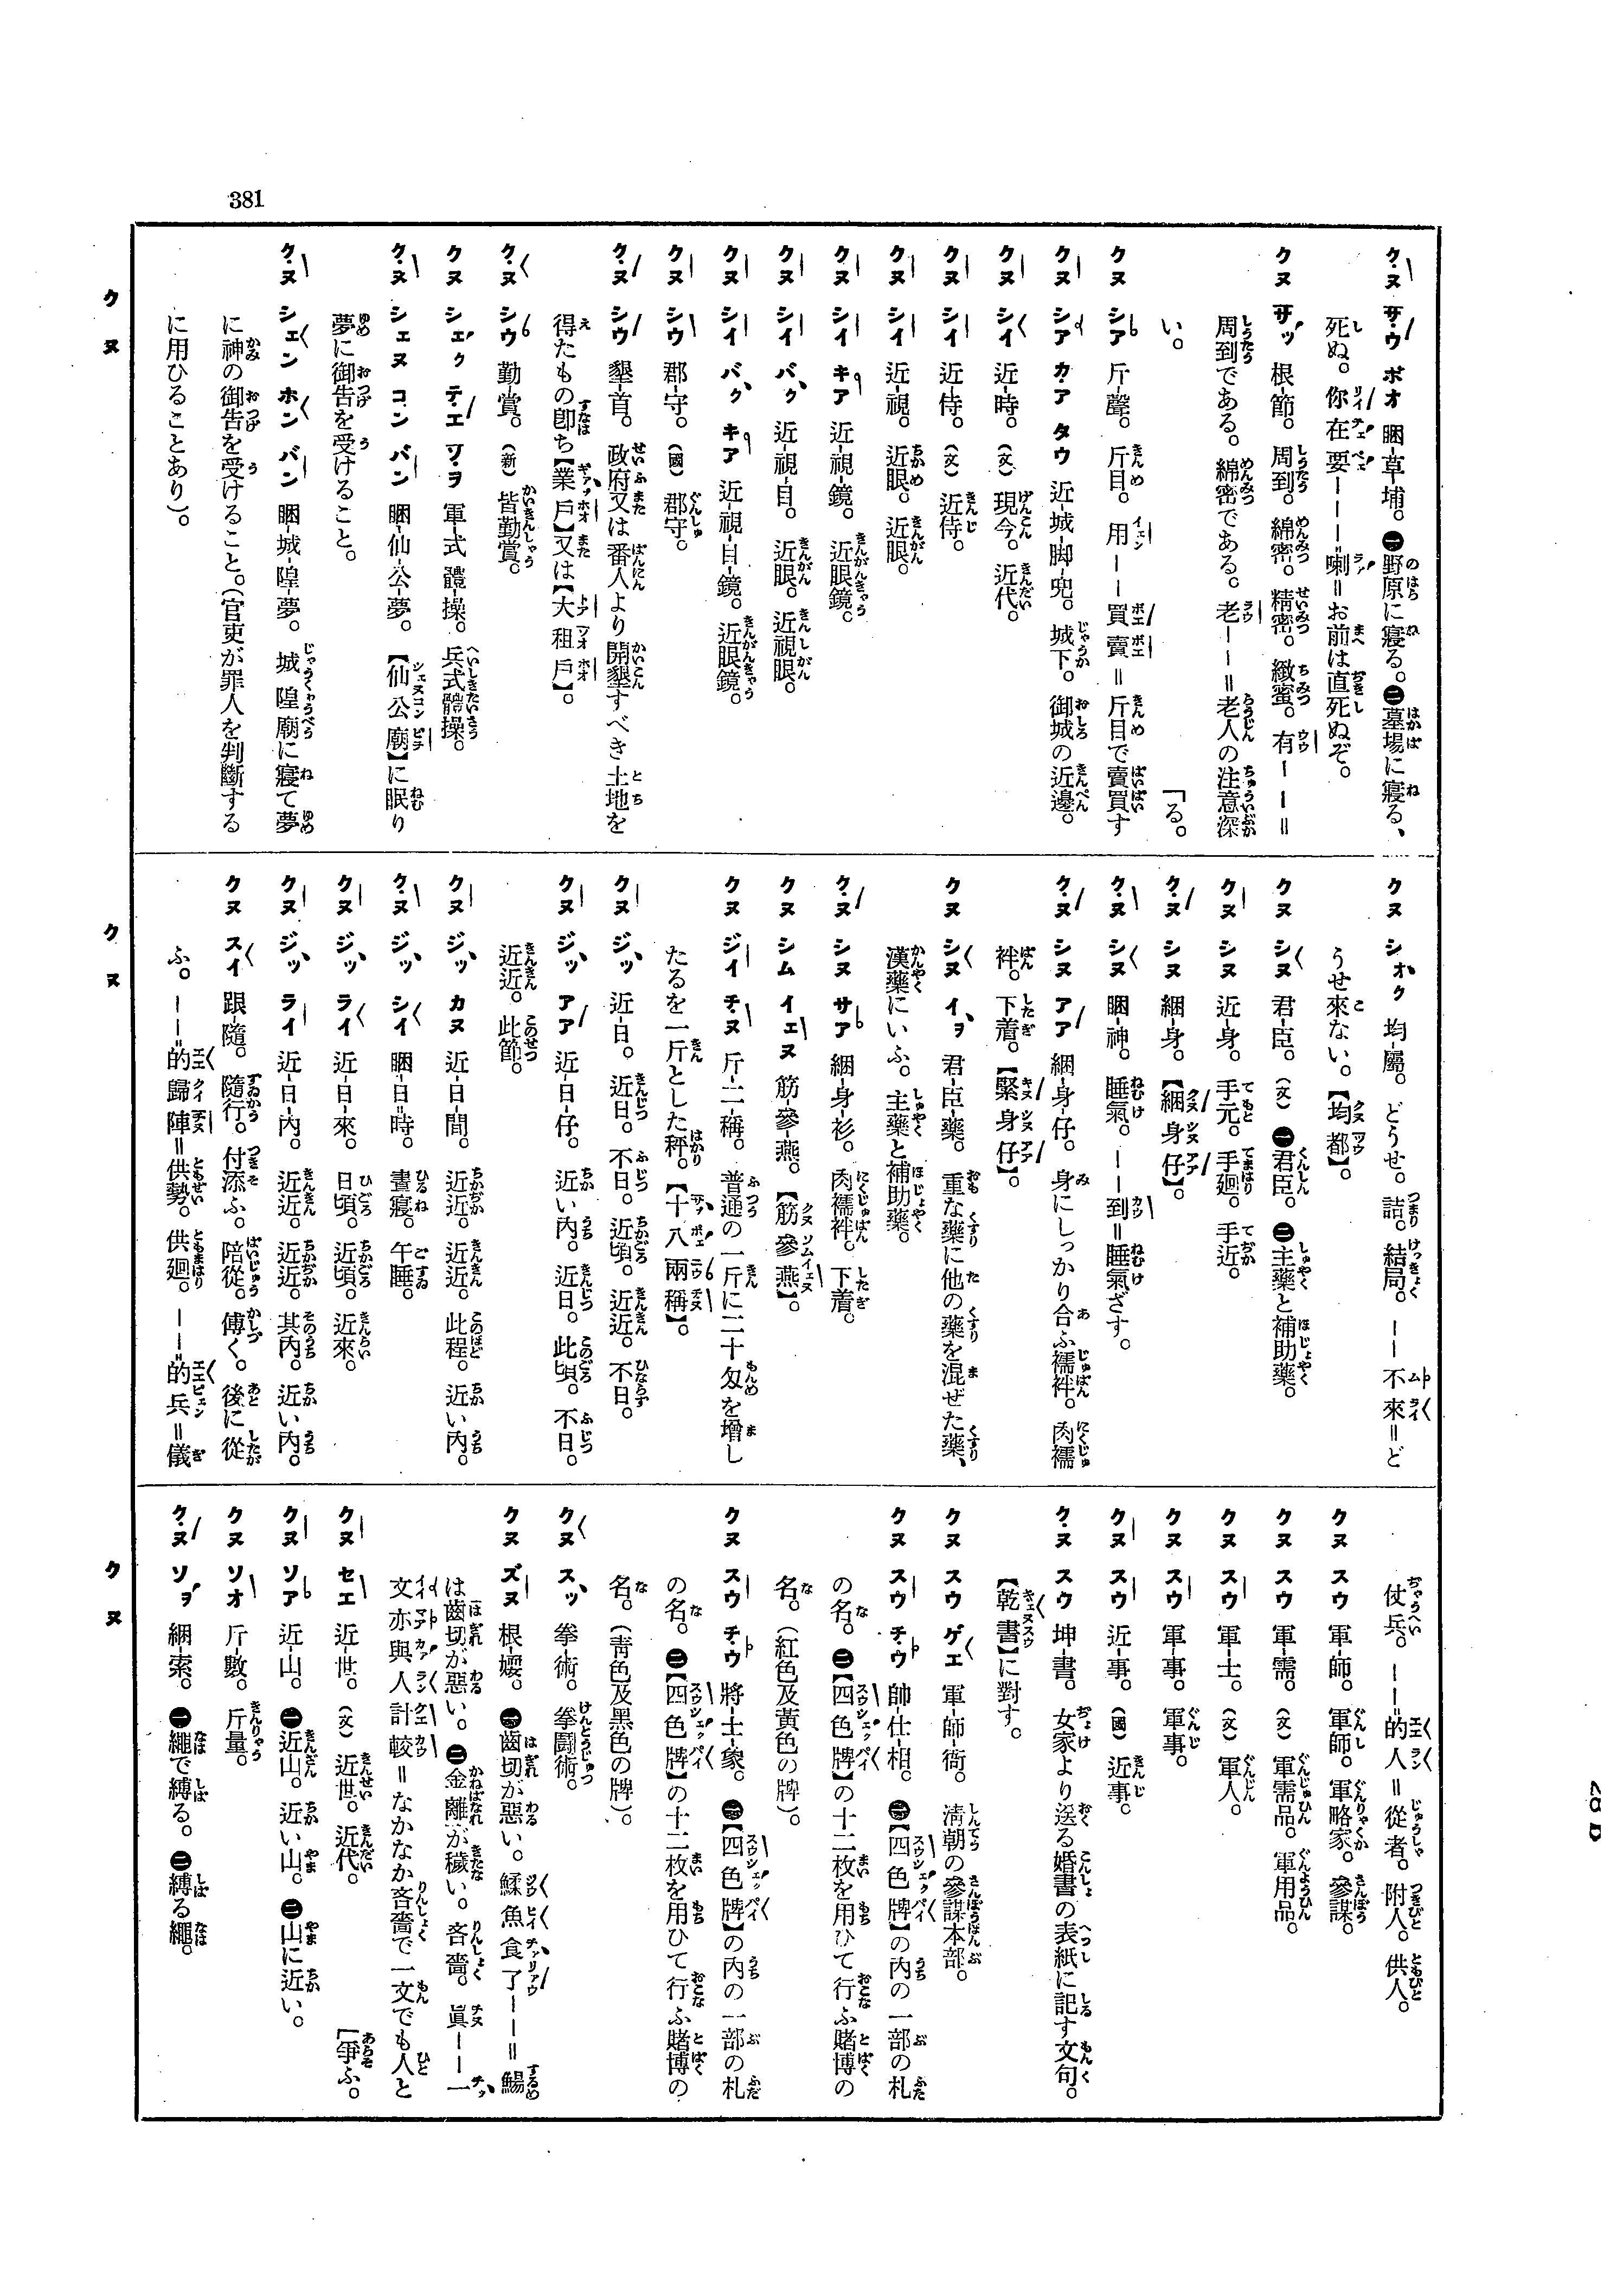 381
クヌ サウ ポオ 睏-草埔。㊀野原に寢る。㊁墓場に寢る、
死ぬ。你在要———喇=お前は直死ぬぞ。
クヌ サッ 根-節。周到。綿密。精密。緻蜜。有——=
周到である。綿密である。老——=老人の注意深
い。 「る。
クヌ シア 斤-聲。斤目。用——買賣=斤目で賣買す
クヌ シア カア タウ 近-城-脚-兜。城下。御城の近邊。
クヌ シイ 近-時。(文)現今。近代。
クヌ シイ 近-侍。(文)近侍。
クヌ シイ 近-視。近眼。近眼。
クヌ シイ キア 近-視-鏡。近眼鏡。
クヌ シイ バク 近-視-目。近眼。近視眼。
クヌ シイ バク キア 近-視-目-鏡。近眼鏡。
クヌ シウ 郡-守。(國)郡守。
クヌ シウ 墾-首。政府又は番人より開墾すべき土地を
得たもの卽ち【業戶】又は【大租戶】。
クヌ シウ 勤-賞。(新)皆勤賞。
クヌ シェク テエ ソヲ 軍-式-體-操。兵式體操。
クヌ シェヌ コン バン 睏-仙-公-夢。【仙公廟】に眠り
夢に御告を受けること。
クヌ シェン ホン バン 睏-城-隍-夢。城隍廟に寢て夢
に神の御告を受けること。(官吏が罪人を判斷する
に用ひることあり)。
クヌ シオク 均-屬。どうせ。詰。結局。——不來=ど
うせ來ない。【均都】。
クヌ シヌ 君-臣。(文)㊀君臣。㊁主藥と補助藥。
クヌ シヌ 近-身。手元。手廻。手近。
クヌ シヌ 綑-身。【綑身仔】。
クヌ シヌ 睏-神。睡氣。——到=睡氣ざす。
クヌ シヌ アア 綑-身-仔。身にしっかり合ふ襦袢。肉襦
袢。下着。【緊身仔】。
クヌ シヌ イヲ 君-臣-藥。重な藥に他の藥を混ぜた藥、
漢藥にいふ。主藥と補助藥。
クヌ シヌ サア 綑-身-衫。肉襦袢。下着。
クヌ シム イェヌ 筋-參-燕。【筋參燕】。
クヌ ジイ チヌ 斤-二-稱。普通の一斤に二十匁を增し
たるを一斤とした秤。【十八兩稱】。
クヌ ジッ 近-日。近日。不日。近頃。近近。不日。
クヌ ジッ アア 近-日-仔。近い內。近日。此頃。不日。
近近。此節。
クヌ ジッ カヌ 近-日-間。近近。近近。此程。近い內。
クヌ ジッ シイ 睏-日=時。晝寢。午睡。
クヌ ジッ ライ 近-日-來。日頃。近頃。近來。
クヌ ジッ ライ 近-日-內。近近。近近。其內。近い內。
クヌ スイ 跟-隨。隨行。付添ふ。陪從。傅く。後に從
ふ。——=的歸陣=供勢。供廻。——=的兵=儀
仗兵。——=的人=從者。附人。供人。
クヌ スウ 軍-師。軍師。軍略家。參謀。
クヌ スウ 軍-需。(文)軍需品。軍用品。
クヌ スウ 軍-士。(文)軍人。
クヌ スウ 軍-事。軍事。
クヌ スウ 近-事。(國)近事。
クヌ スウ 坤-書。女家より送る婚書の表紙に記す文句。
【乾書】に對す。
クヌ スウ ゲエ 軍-師-衙。淸朝の參謀本部。
クヌ スウ チウ 帥-仕-相。㊀【四色牌】の內の一部の札
の名。㊁【四色牌】の十二枚を用ひて行ふ賭博の
名。(紅色及黃色の牌)。
クヌ スウ チウ 將-士-象。㊀【四色牌】の內の一部の札
の名。㊁【四色牌】の十二枚を用ひて行ふ賭博の
名。(靑色及黑色の牌)。
クヌ スッ 拳-術。拳鬪術。
クヌ ズヌ 根-嫩。㊀齒切が惡い。鰇魚食了——=鯣
は齒切が惡い。㊁金離が穢い。吝嗇。眞——一
文亦與人計較=なかなか吝嗇で一文でも人と
「爭ふ。
クヌ セエ 近-世。(文)近世。近代。
クヌ ソア 近-山。㊀近山。近い山。㊁山に近い。
クヌ ソオ 斤-數。斤量。
クヌ ソヲ 綑-索。㊀繩で縛る。㊁縛る繩。
クヌ
クヌ
クヌ